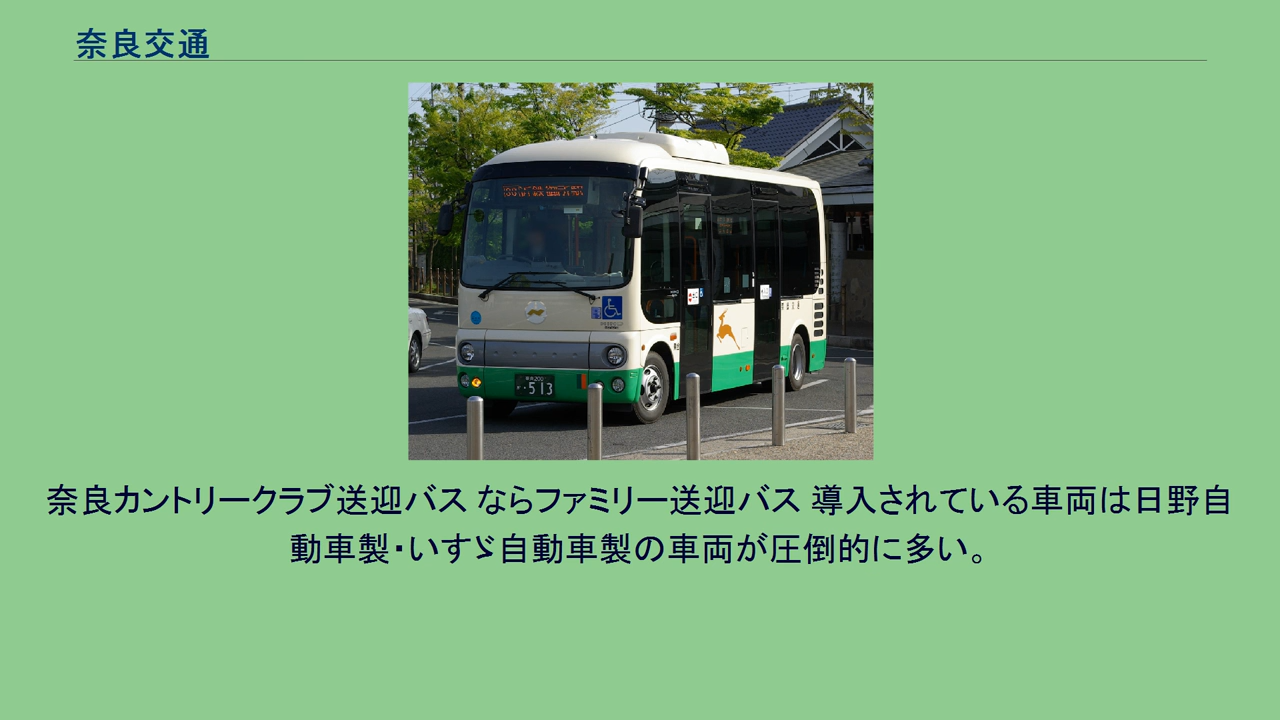 奈良交通
513
奈良カントリークラブ送迎バス ならファミリー送迎バス 導入されている車両は日野自
動車製・いすゞ自動車製の車両が圧倒的に多い。